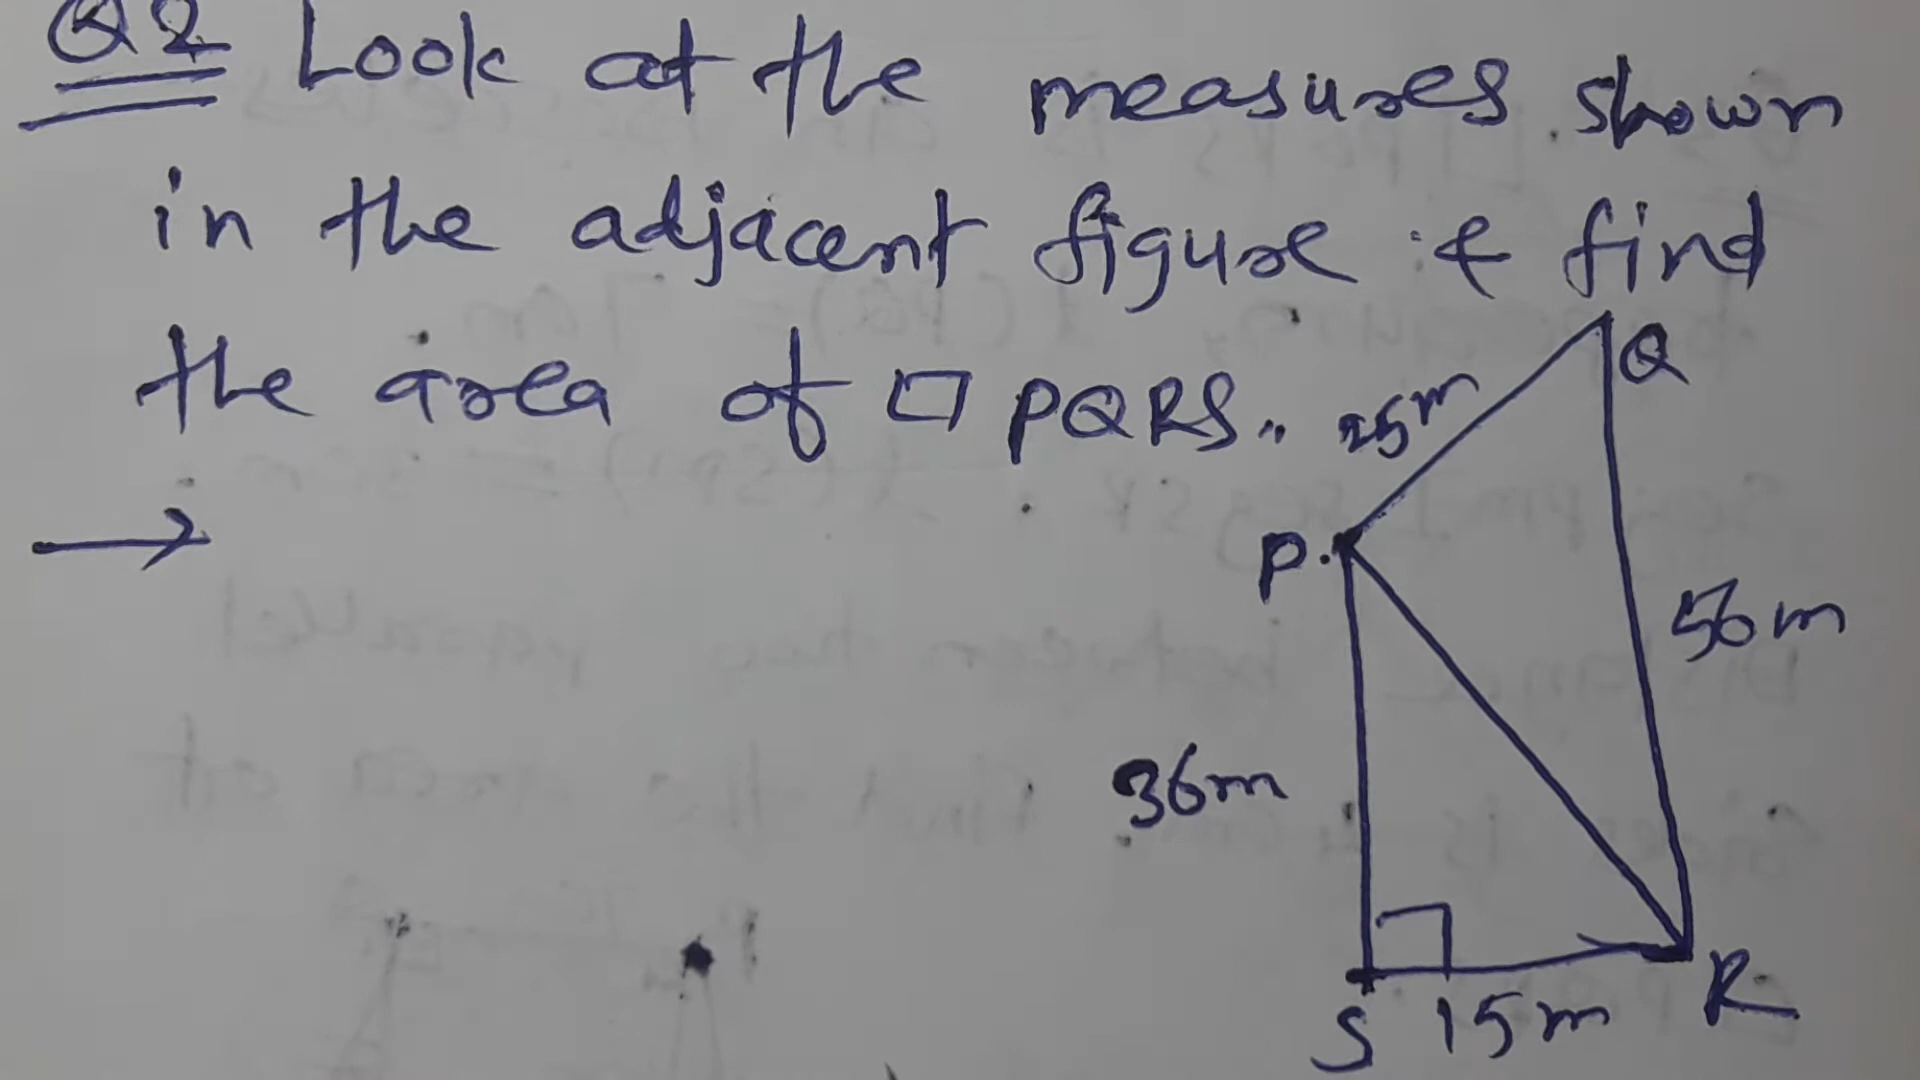 Q2 Look at the measures shown
in the adjacent figure & find
the area of □ PQRS.
Q
25m
P.
56m
36m
S 15m R